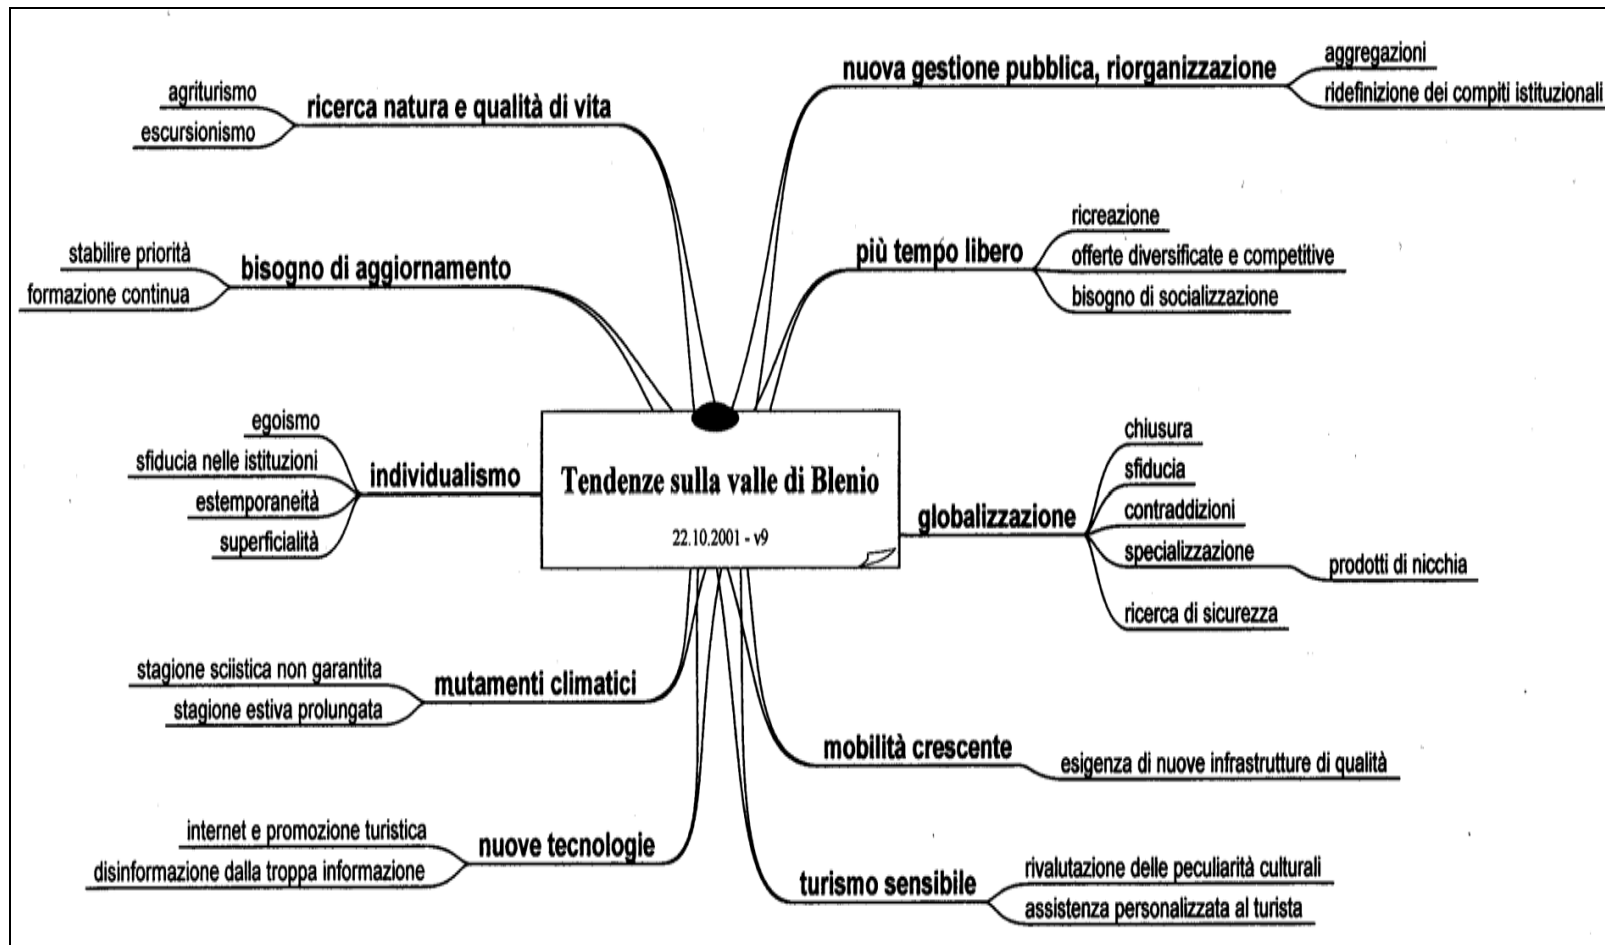 nuova gestione pubblica, riorganizzazione
aggregazioni
ridefinizione dei compiti istituzionali
ricerca natura e qualità di vita
agriturismo
escursionismo
più tempo libero
ricreazione
offerte diversificate e competitive
bisogno di socializzazione
bisogno di aggiornamento
stabilire priorità
formazione continua
individualismo
egoismo
sfiducia nelle istituzioni
estemporaneità
superficialità
Tendenze sulla valle di Blenio
22.10.2001 - v9
globalizzazione
chiusura
sfiducia
contraddizioni
specializzazione
prodotti di nicchia
ricerca di sicurezza
mutamenti climatici
stagione sciistica non garantita
stagione estiva prolungata
mobilità crescente
esigenza di nuove infrastrutture di qualità
nuove tecnologie
internet e promozione turistica
disinformazione dalla troppa informazione
turismo sensibile
rivalutazione delle peculiarità culturali
assistenza personalizzata al turista